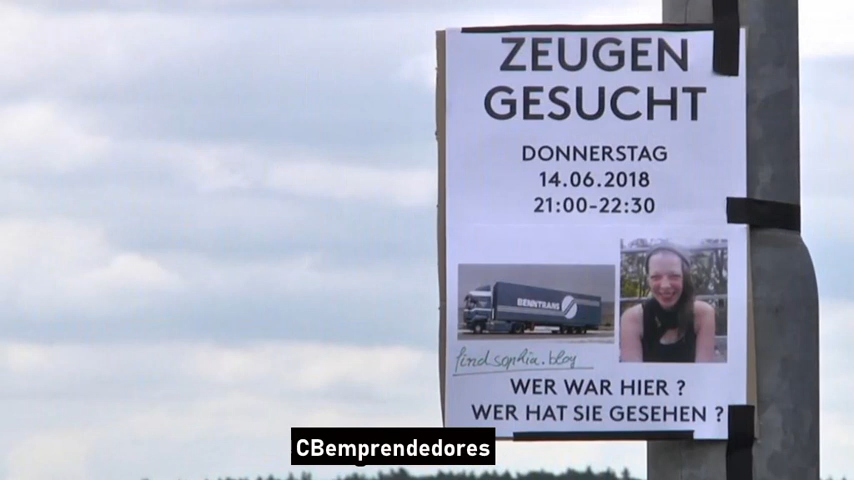 ZEUGEN
GESUCHT
DONNERSTAG
14.06.2018
21:00-22:30
BENNTRANS
findsophia.blog
WER WAR HIER ?
WER HAT SIE GESEHEN ?
CBemprendedores